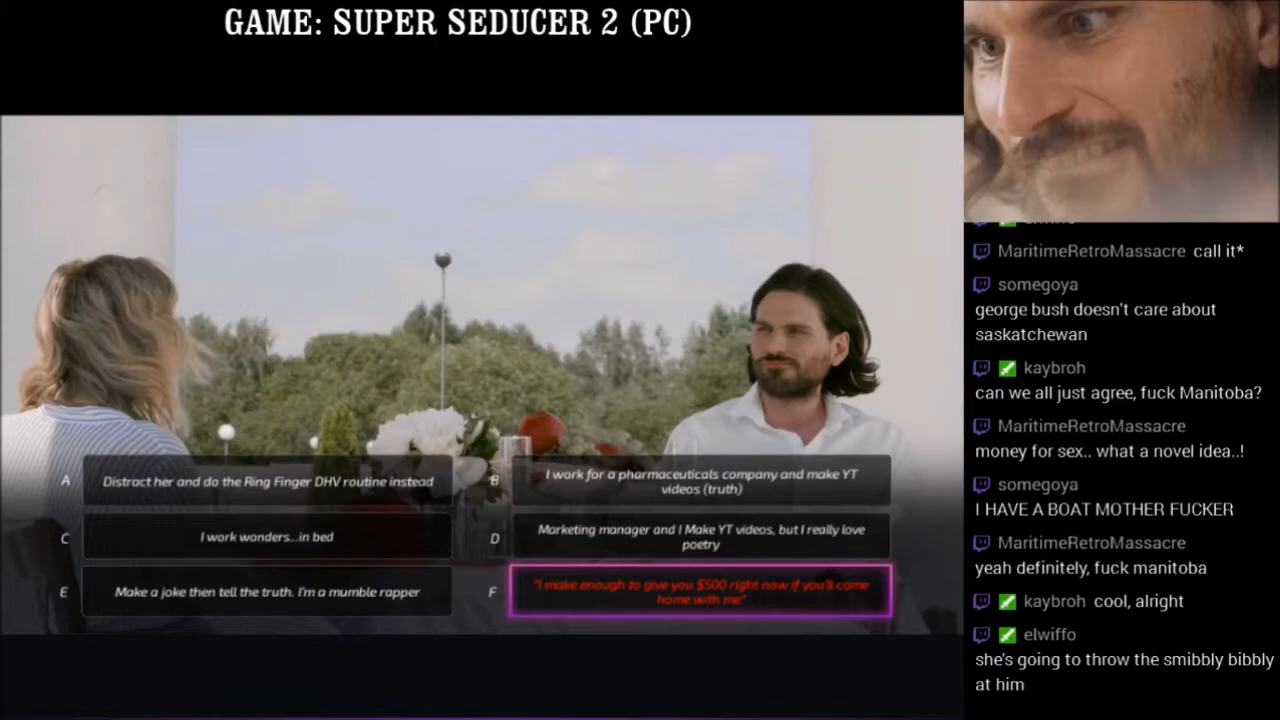 GAME: SUPER SEDUCER 2 (PC)
A
Distract her and do the Ring Finger DHV routine instead
B
I work for a pharmaceuticals company and make YT
videos (truth)
C
I work wonders...in bed
D
Marketing manager and I Make YT videos, but I really love
poetry
E
Make a joke then tell the truth. I'm a mumble rapper
F
"I make enough to give you $500 right now if you'll come
home with me"
MaritimeRetroMassacre call it*
somegoya
george bush doesn't care about
saskatchewan
kaybroh
can we all just agree, fuck Manitoba?
MaritimeRetroMassacre
money for sex.. what a novel idea..!
somegoya
I HAVE A BOAT MOTHER FUCKER
MaritimeRetroMassacre
yeah definitely, fuck manitoba
kaybroh cool, alright
elwiffo
she's going to throw the smibbly bibbly
at him